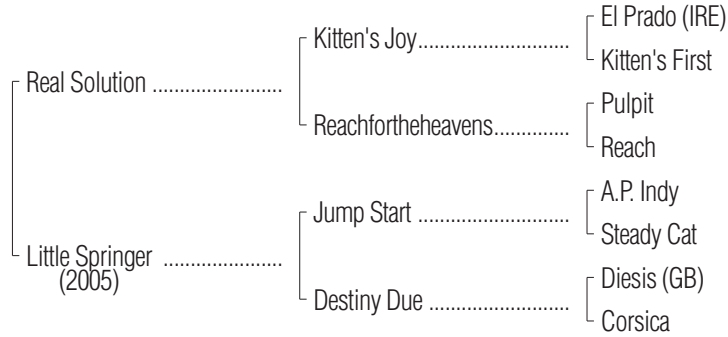 El Prado (IRE)
Kitten's Joy..............................
Kitten's First
Real Solution .........................
Pulpit
Reachfortheheavens...............
Reach
A.P. Indy
Jump Start ..............................
Steady Cat
Little Springer .......................
(2005)
Diesis (GB)
Destiny Due ............................
Corsica